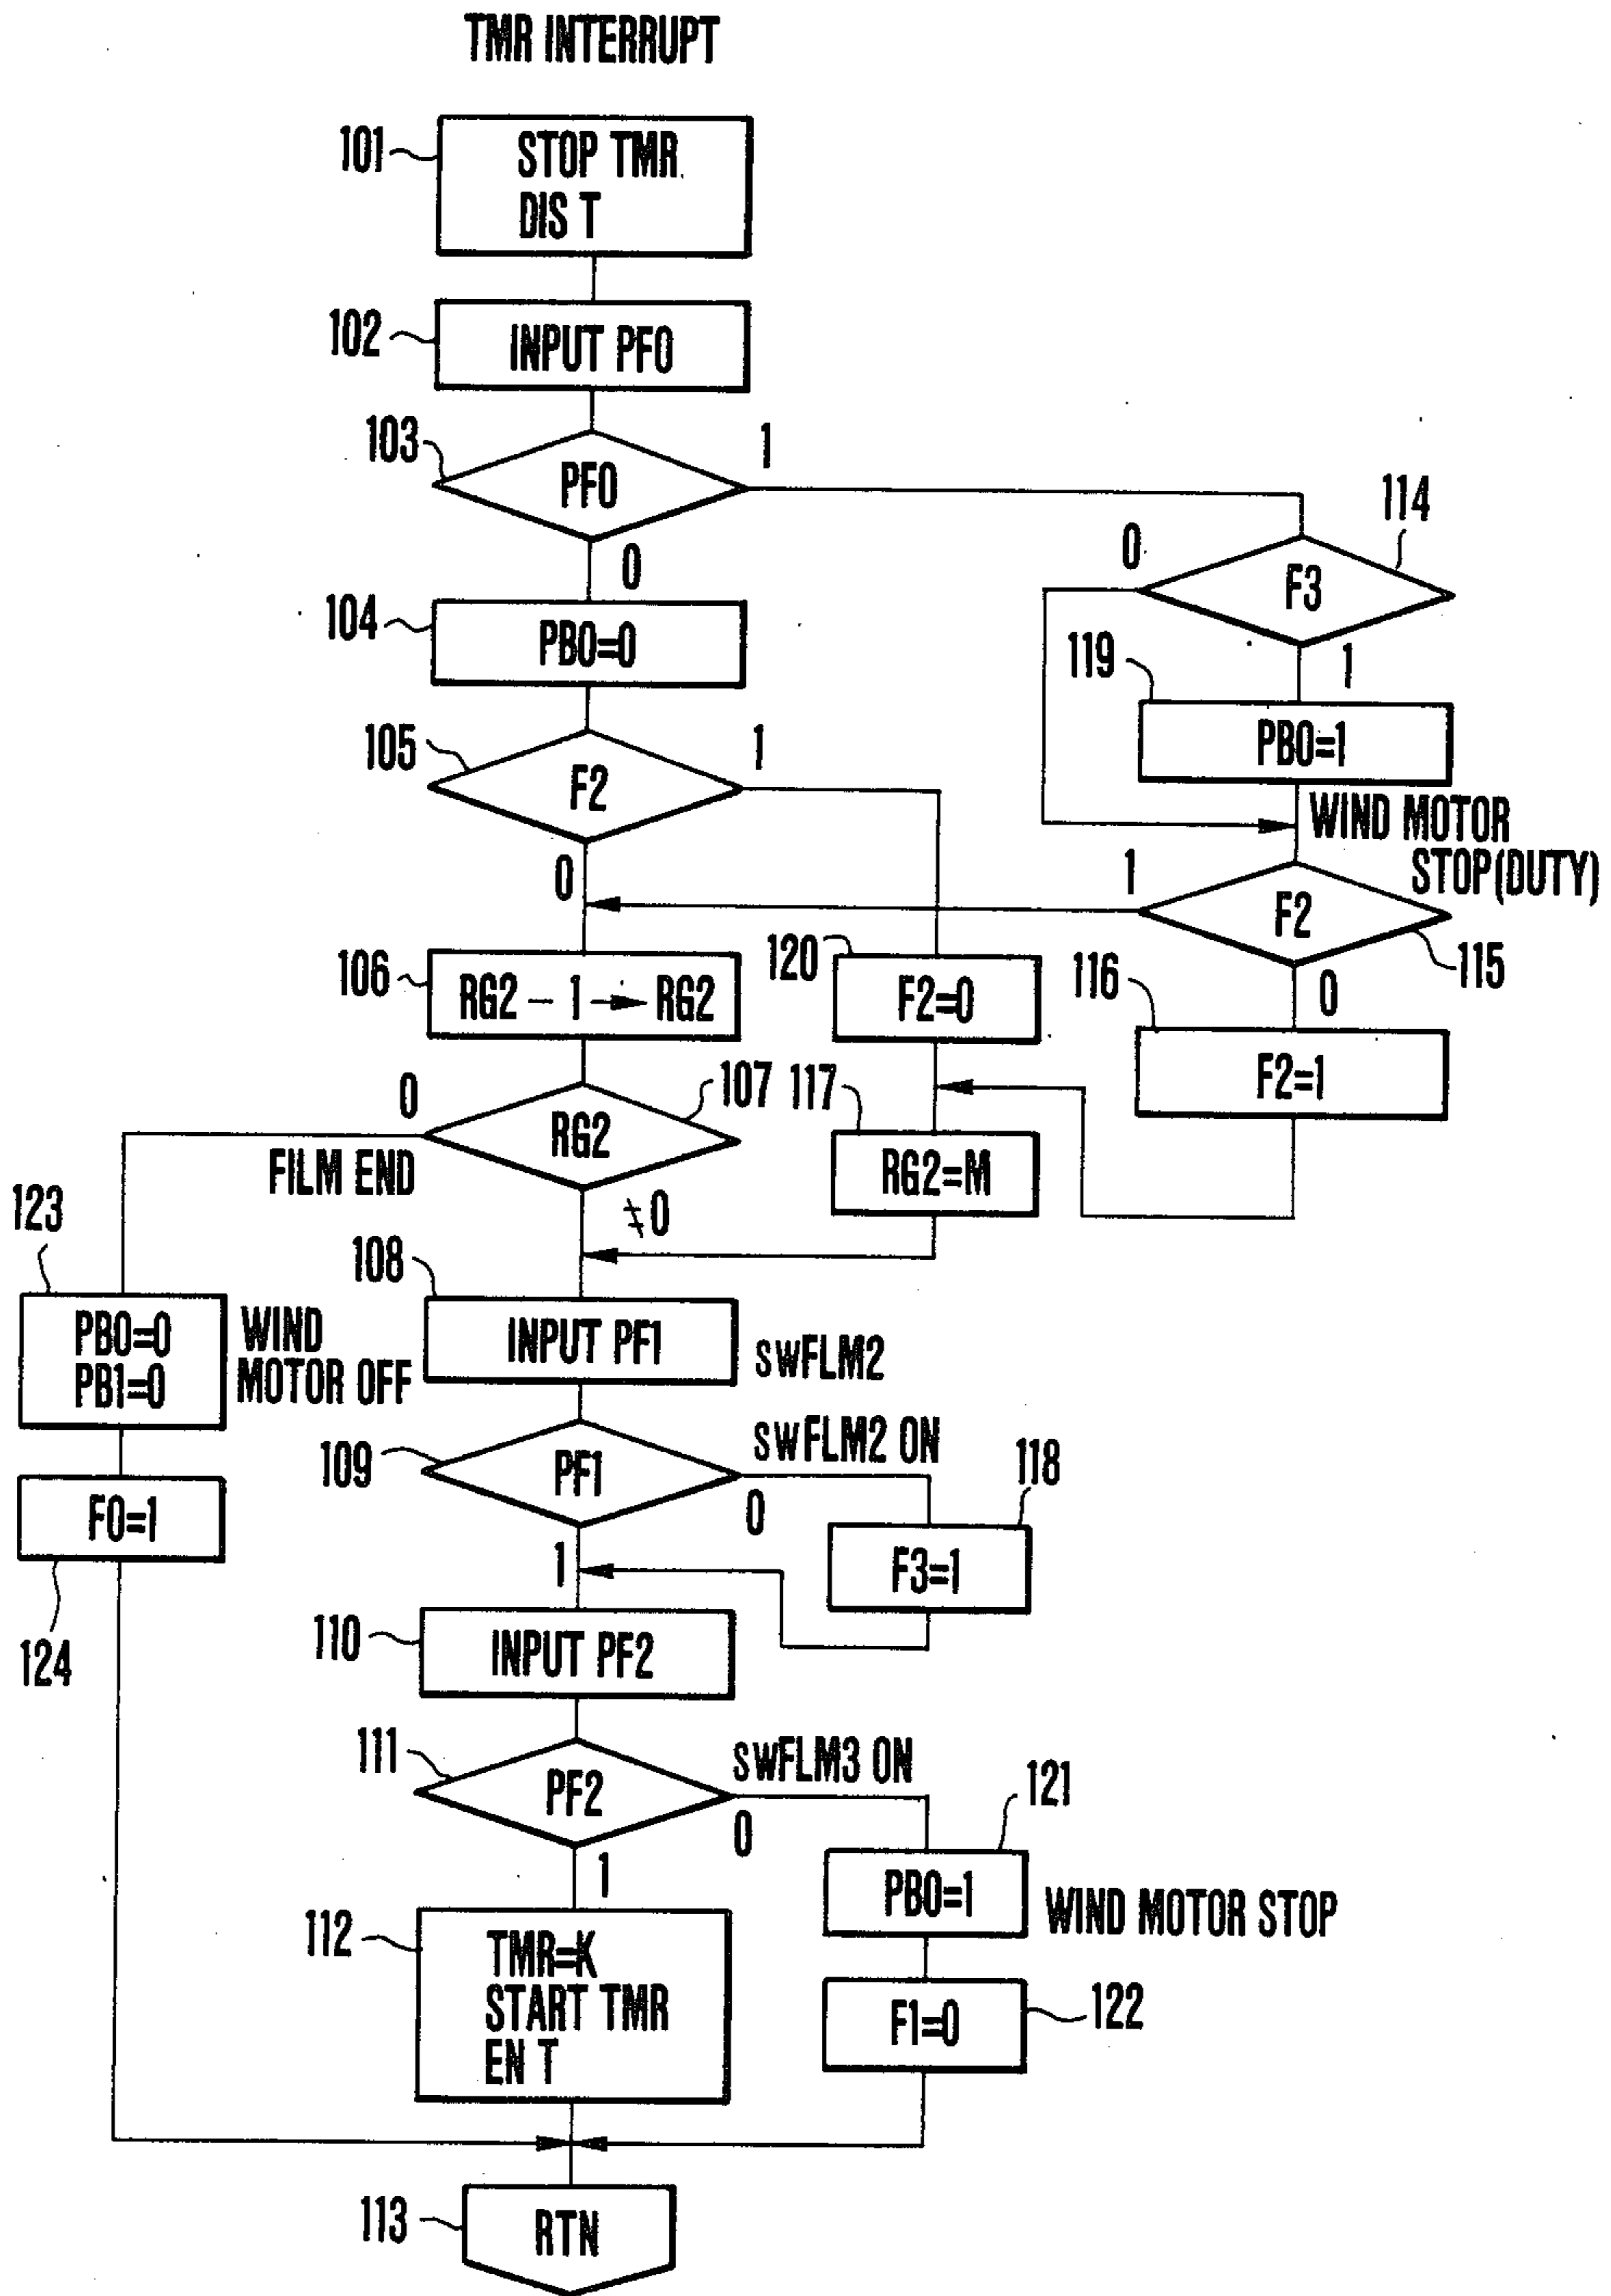 TMR INTERRUPT
101
STOP TMR
DIS T
102
INPUT PF0
103
PF0
1
0
114
F3
0
1
104
PB0=0
119
PB0=1
105
F2
1
0
WIND MOTOR
STOP(DUTY)
F2
1
0
115
106
RG2 - 1 → RG2
120
F2=0
116
F2=1
107
RG2
0
≠0
FILM END
117
RG2=M
123
PB0=0
PB1=0
WIND
MOTOR OFF
108
INPUT PF1
SWFLM2
109
PF1
SWFLM2 ON
0
1
118
F3=1
F0=1
124
110
INPUT PF2
111
PF2
SWFLM3 ON
0
1
121
PB0=1
WIND MOTOR STOP
112
TMR=K
START TMR
EN T
F1=0
122
113
RTN